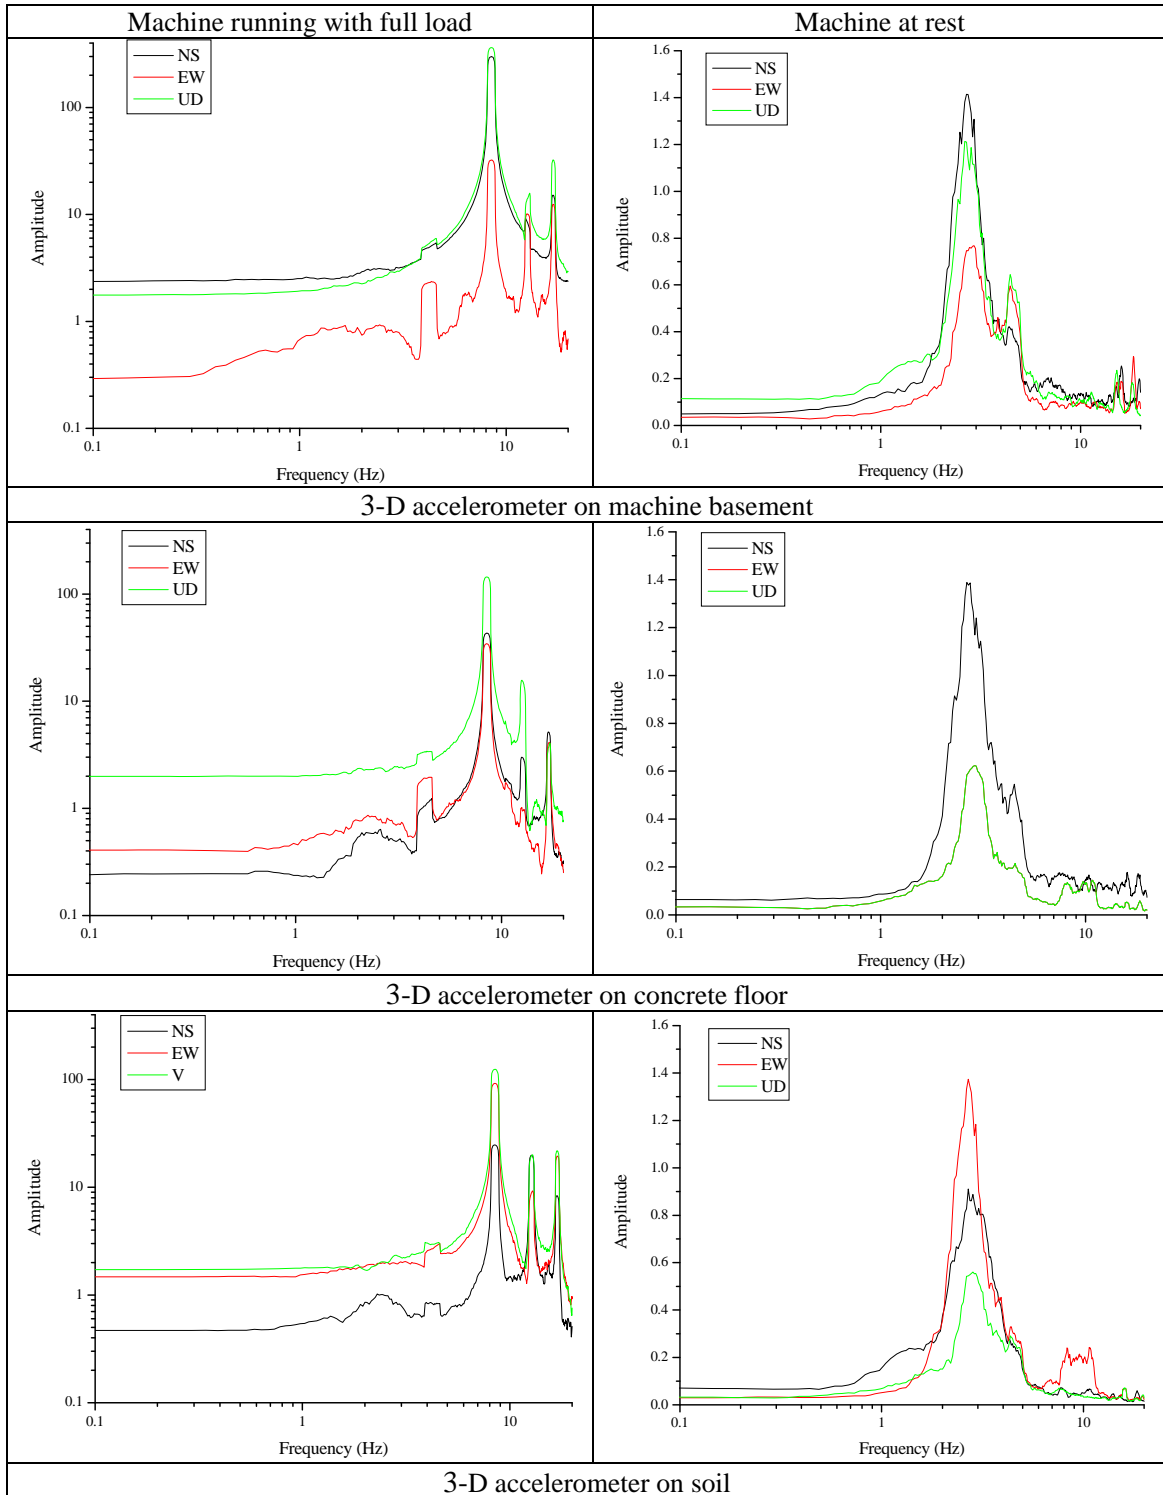 Machine running with full load
Machine at rest
NS
EW
UD
100
10
1
0.1
0.1
1
10
Amplitude
Frequency (Hz)
NS
EW
UD
1.6
1.4
1.2
1.0
0.8
0.6
0.4
0.2
0.0
0.1
1
10
Amplitude
Frequency (Hz)
3-D accelerometer on machine basement
NS
EW
UD
100
10
1
0.1
0.1
1
10
Amplitude
Frequency (Hz)
NS
EW
UD
1.6
1.4
1.2
1.0
0.8
0.6
0.4
0.2
0.0
0.1
1
10
Amplitude
Frequency (Hz)
3-D accelerometer on concrete floor
NS
EW
V
100
10
1
0.1
0.1
1
10
Amplitude
Frequency (Hz)
NS
EW
UD
1.6
1.4
1.2
1.0
0.8
0.6
0.4
0.2
0.0
0.1
1
10
Amplitude
Frequency (Hz)
3-D accelerometer on soil